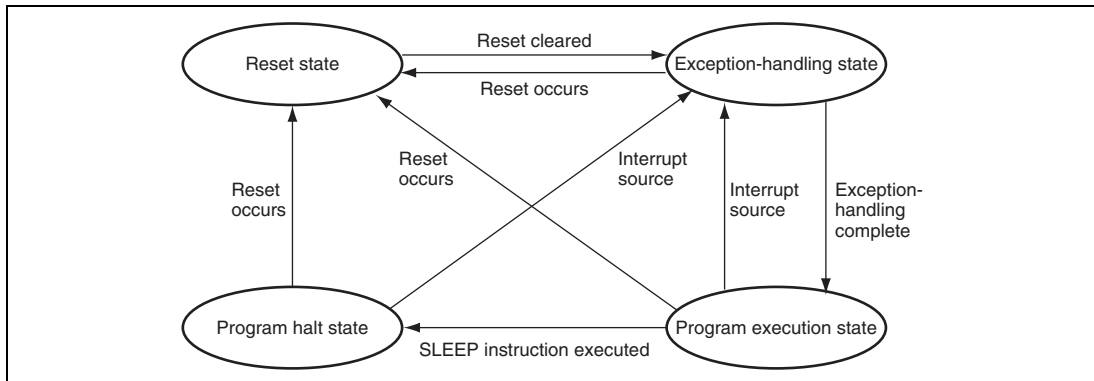 Reset cleared
Reset state
Exception-handling state
Reset occurs
Reset
occurs
Interrupt
source
Reset
occurs
Interrupt
source
Exception-
handling
complete
Program halt state
Program execution state
SLEEP instruction executed